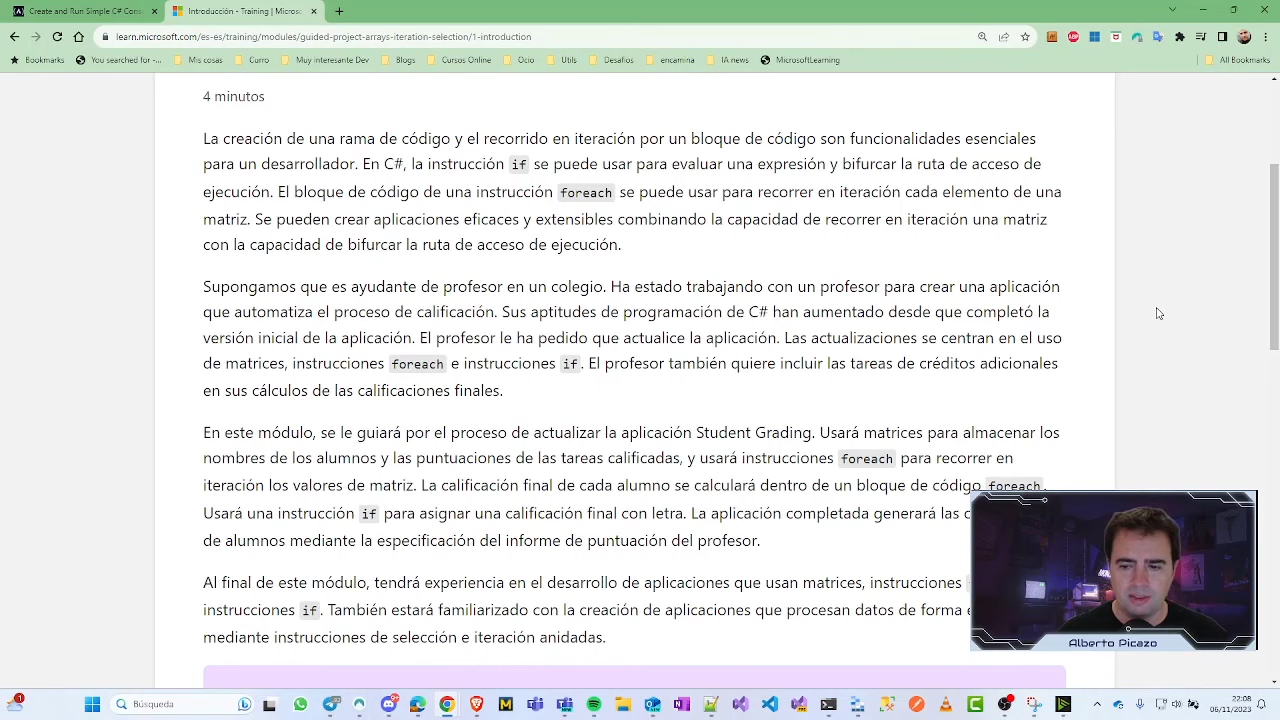 Create and Run Simple C# Cons
Introducción - Training | Micros
learn.microsoft.com/es-es/training/modules/guided-project-arrays-iteration-selection/1-introduction
Bookmarks
You searched for -...
Mis cosas
Curro
Muy interesante Dev
Blogs
Cursos Online
Ocio
Utils
Desafios
encamina
IA news
MicrosoftLearning
All Bookmarks
4 minutos
La creación de una rama de código y el recorrido en iteración por un bloque de código son funcionalidades esenciales
para un desarrollador. En C#, la instrucción if se puede usar para evaluar una expresión y bifurcar la ruta de acceso de
ejecución. El bloque de código de una instrucción foreach se puede usar para recorrer en iteración cada elemento de una
matriz. Se pueden crear aplicaciones eficaces y extensibles combinando la capacidad de recorrer en iteración una matriz
con la capacidad de bifurcar la ruta de acceso de ejecución.
Supongamos que es ayudante de profesor en un colegio. Ha estado trabajando con un profesor para crear una aplicación
que automatiza el proceso de calificación. Sus aptitudes de programación de C# han aumentado desde que completó la
versión inicial de la aplicación. El profesor le ha pedido que actualice la aplicación. Las actualizaciones se centran en el uso
de matrices, instrucciones foreach e instrucciones if. El profesor también quiere incluir las tareas de créditos adicionales
en sus cálculos de las calificaciones finales.
En este módulo, se le guiará por el proceso de actualizar la aplicación Student Grading. Usará matrices para almacenar los
nombres de los alumnos y las puntuaciones de las tareas calificadas, y usará instrucciones foreach para recorrer en
iteración los valores de matriz. La calificación final de cada alumno se calculará dentro de un bloque de código foreach.
Usará una instrucción if para asignar una calificación final con letra. La aplicación completada generará las
de alumnos mediante la especificación del informe de puntuación del profesor.
Al final de este módulo, tendrá experiencia en el desarrollo de aplicaciones que usan matrices, instrucciones
instrucciones if. También estará familiarizado con la creación de aplicaciones que procesan datos de forma
mediante instrucciones de selección e iteración anidadas.
Alberto Picazo
Búsqueda
22:08
06/11/2023